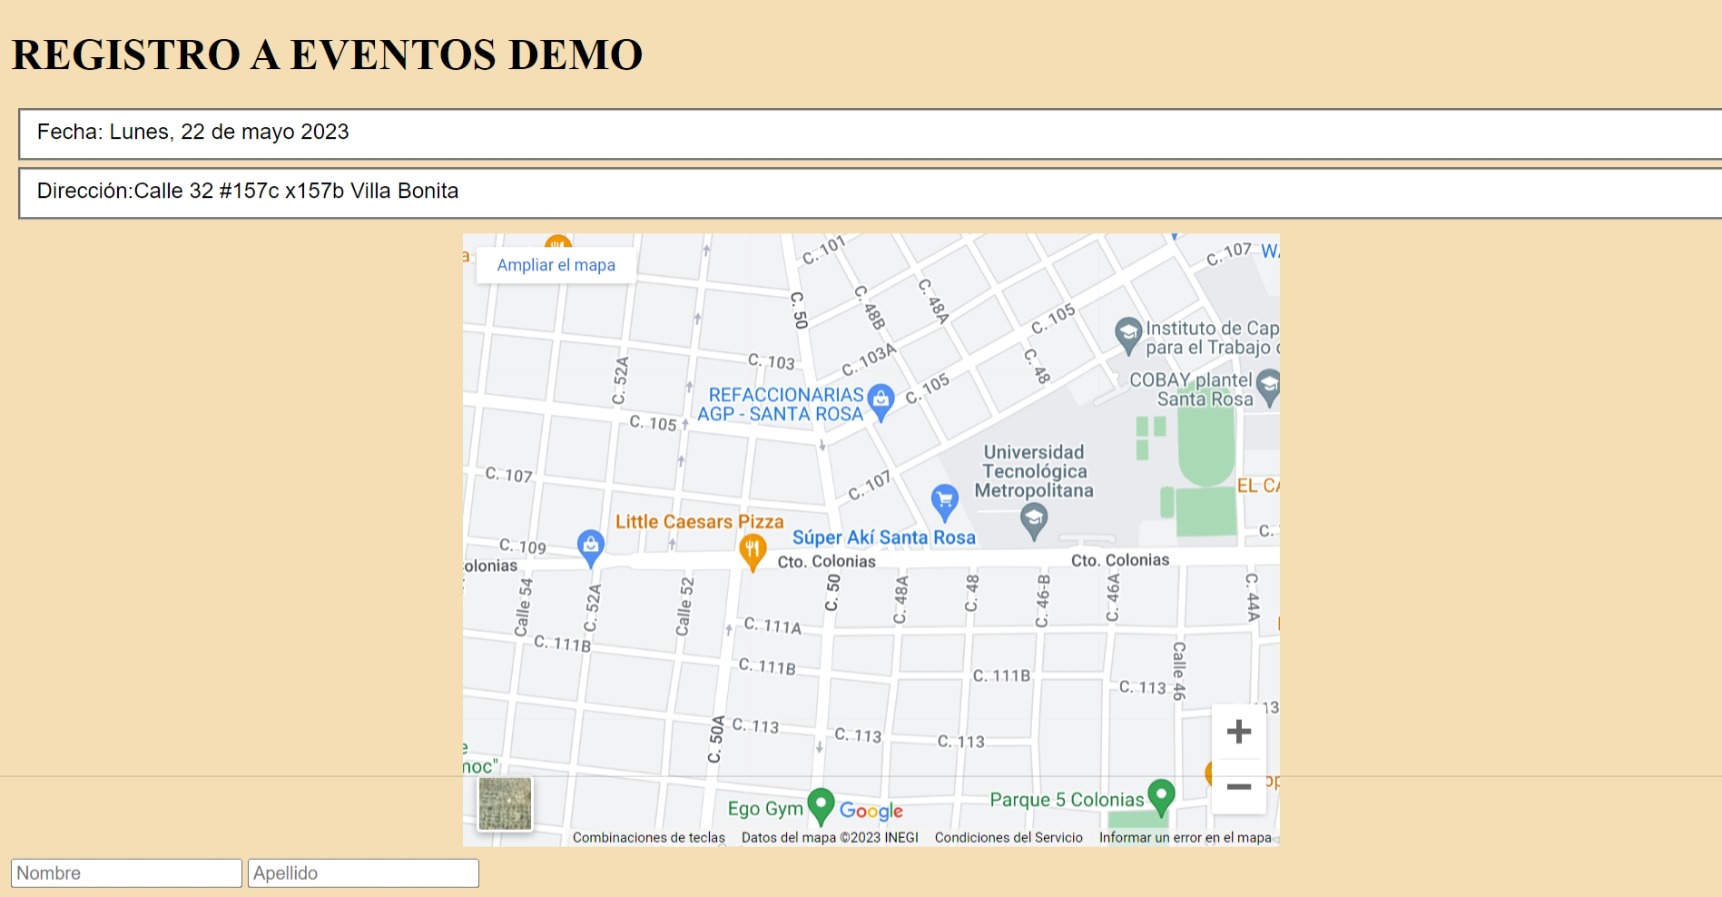 REGISTRO A EVENTOS DEMO
Fecha: Lunes, 22 de mayo 2023
Dirección:Calle 32 #157c x157b Villa Bonita
Ampliar el mapa
C. 101
C. 107
C. 50
C. 48B
C. 48A
C. 105
Instituto de Cap
para el Trabajo
C. 103
C. 103A
C. 48
C. 52A
COBAY plantel
Santa Rosa
REFACCIONARIAS
AGP - SANTA ROSA
C. 105
C. 105
Universidad
Tecnológica
Metropolitana
C. 107
C. 107
EL CA
Little Caesars Pizza
Súper Akí Santa Rosa
C.
C. 109
olonias
Cto. Colonias
Cto. Colonias
Calle 54
C. 52A
Calle 52
C. 50
C. 48A
C. 48
C. 46-B
C. 46A
C. 44A
C. 111A
C. 111B
C. 111B
C. 111B
Calle 46
C. 113
13
C. 50A
C. 113
C. 113
C. 113
+
moc"
−
Ego Gym
Google
Parque 5 Colonias
Combinaciones de teclas
Datos del mapa ©2023 INEGI
Condiciones del Servicio
Informar un error en el mapa
Nombre
Apellido